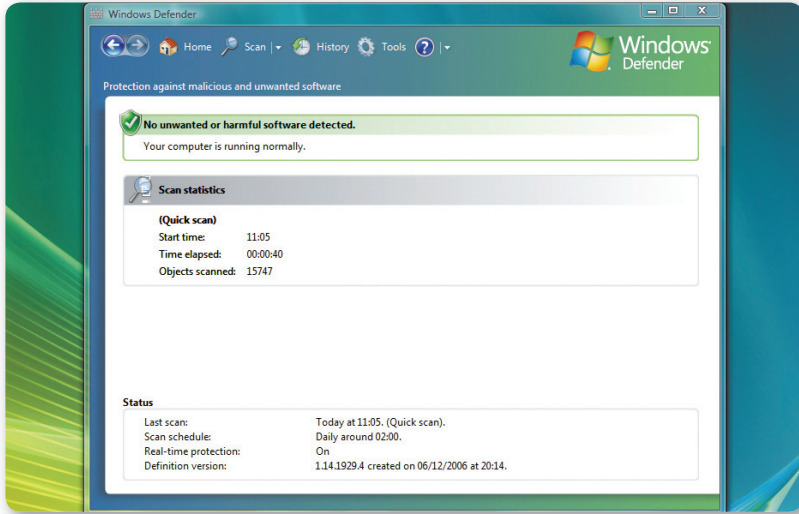 Windows Defender
Home Scan History Tools ?
Windows
Defender
Protection against malicious and unwanted software
No unwanted or harmful software detected.
Your computer is running normally.
Scan statistics
(Quick scan)
Start time: 11:05
Time elapsed: 00:00:40
Objects scanned: 15747
Status
Last scan: Today at 11:05. (Quick scan).
Scan schedule: Daily around 02:00.
Real-time protection: On
Definition version: 1.14.1929.4 created on 06/12/2006 at 20:14.